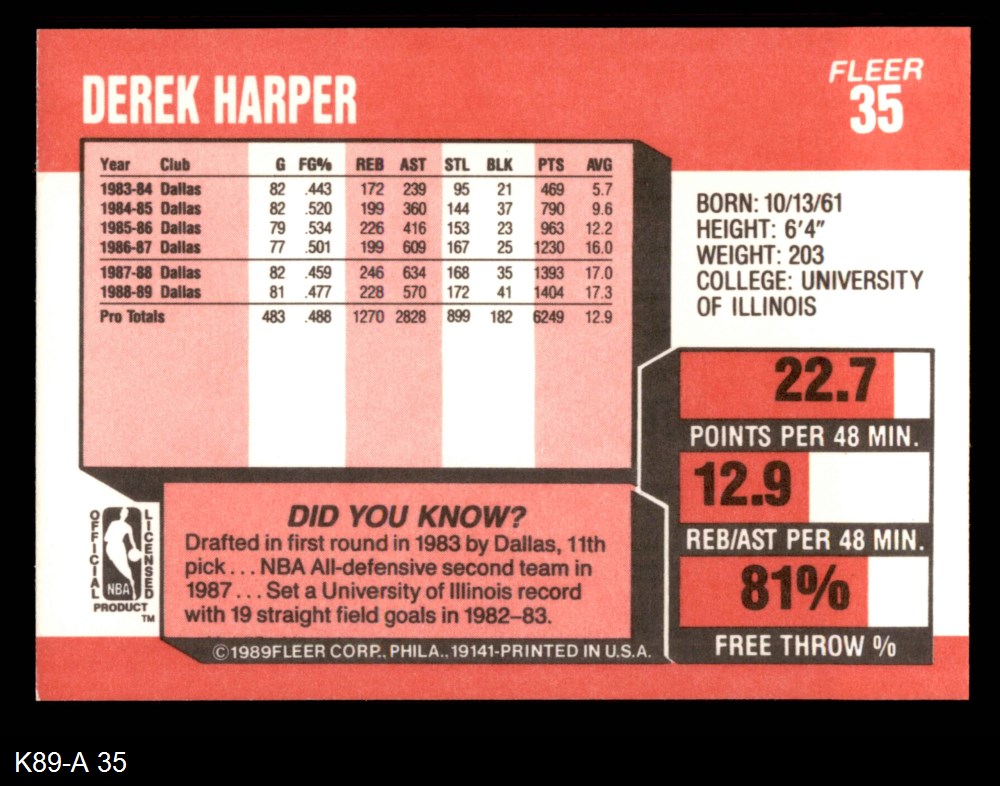 DEREK HARPER
FLEER
35
Year Club G FG% REB AST STL BLK PTS AVG
1983-84 Dallas 82 .443 172 239 95 21 469 5.7
1984-85 Dallas 82 .520 199 360 144 37 790 9.6
1985-86 Dallas 79 .534 226 416 153 23 963 12.2
1986-87 Dallas 77 .501 199 609 167 25 1230 16.0
1987-88 Dallas 82 .459 246 634 168 35 1393 17.0
1988-89 Dallas 81 .477 228 570 172 41 1404 17.3
Pro Totals 483 .488 1270 2828 899 182 6249 12.9
BORN: 10/13/61
HEIGHT: 6'4"
WEIGHT: 203
COLLEGE: UNIVERSITY
OF ILLINOIS
22.7
POINTS PER 48 MIN.
12.9
REB/AST PER 48 MIN.
81%
FREE THROW %
OFFICIAL
LICENSED
NBA
PRODUCT
TM
DID YOU KNOW?
Drafted in first round in 1983 by Dallas, 11th
pick . . . NBA All-defensive second team in
1987 . . . Set a University of Illinois record
with 19 straight field goals in 1982–83.
©1989FLEER CORP., PHILA., 19141-PRINTED IN U.S.A.
K89-A 35